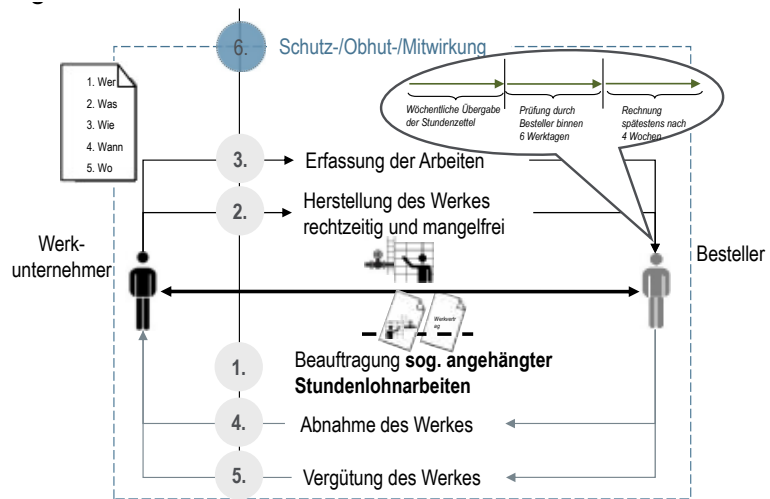 6.
Schutz-/Obhut-/Mitwirkung
1. Wer
2. Was
3. Wie
4. Wann
5. Wo
Wöchentliche Übergabe
der Stundenzettel
Prüfung durch
Besteller binnen
6 Werktagen
Rechnung
spätestens nach
4 Wochen
3.
Erfassung der Arbeiten
2.
Herstellung des Werkes
rechtzeitig und mangelfrei
Werk-
unternehmer
Besteller
Werkvertr
ag
1.
Beauftragung sog. angehängter
Stundenlohnarbeiten
4.
Abnahme des Werkes
5.
Vergütung des Werkes